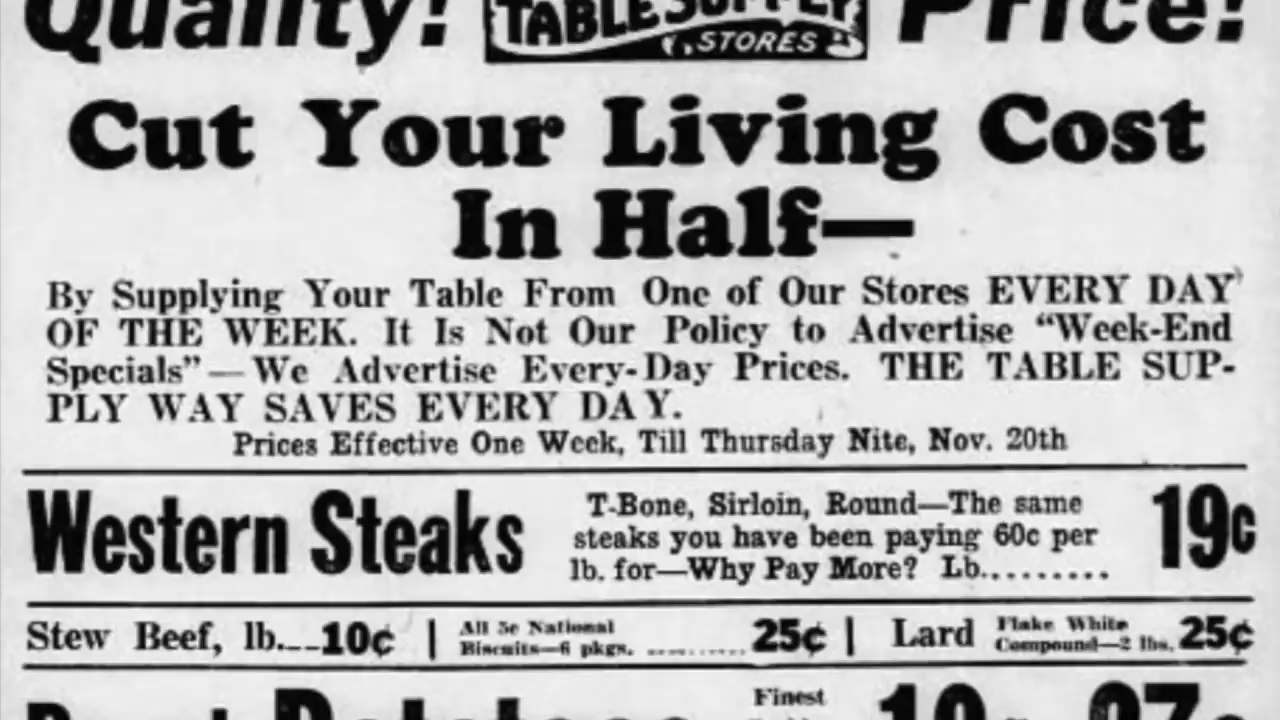 Quality!
TABLE SUPPLY
STORES
Price!
Cut Your Living Cost
In Half—
By Supplying Your Table From One of Our Stores EVERY DAY
OF THE WEEK. It Is Not Our Policy to Advertise “Week-End
Specials” — We Advertise Every-Day Prices. THE TABLE SUP-
PLY WAY SAVES EVERY DAY.
Prices Effective One Week, Till Thursday Nite, Nov. 20th
Western Steaks
T-Bone, Sirloin, Round—The same
steaks you have been paying 60c per
lb. for—Why Pay More? Lb..........
19c
Stew Beef, lb.---10¢
All 5c National
Biscuits—6 pkgs. .......... 25¢
Lard
Flake White
Compound—2 lbs. 25¢
Finest